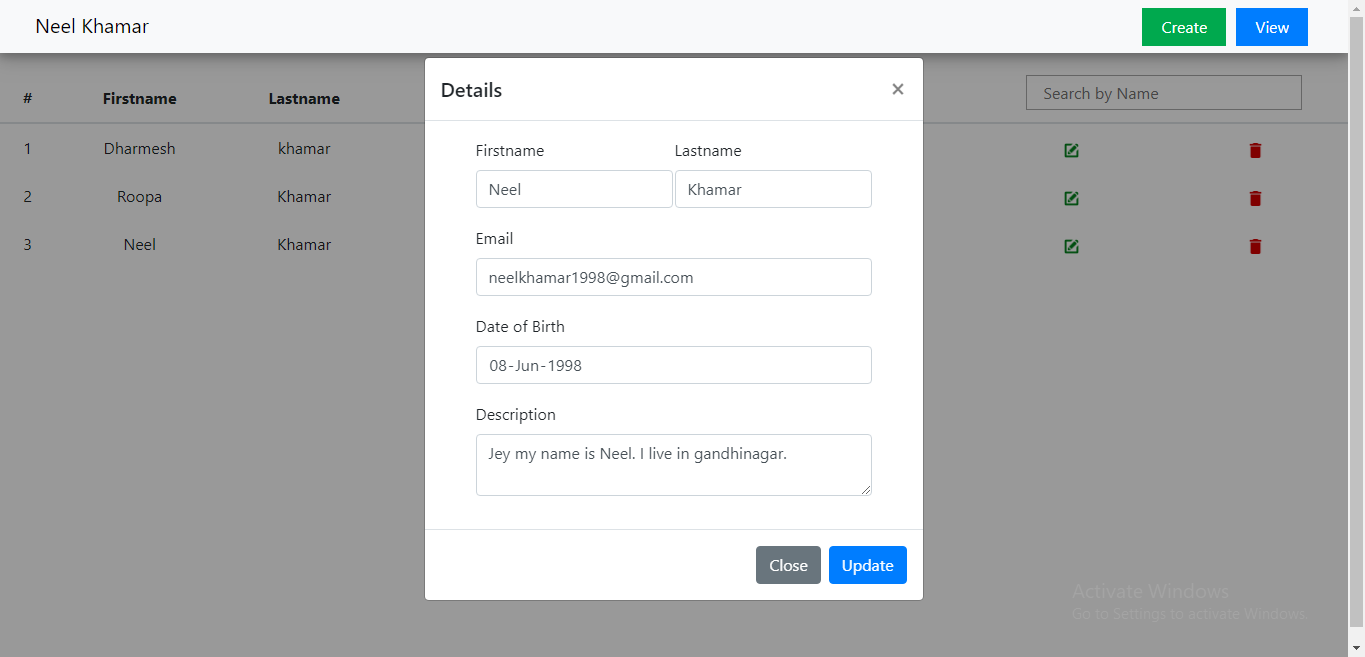 Neel Khamar
Create
View
# Firstname Lastname
Search by Name
1 Dharmesh khamar
2 Roopa Khamar
3 Neel Khamar
Details ×
Firstname Lastname
Neel Khamar
Email
neelkhamar1998@gmail.com
Date of Birth
08-Jun-1998
Description
Jey my name is Neel. I live in gandhinagar.
Close Update
Activate Windows
Go to Settings to activate Windows.